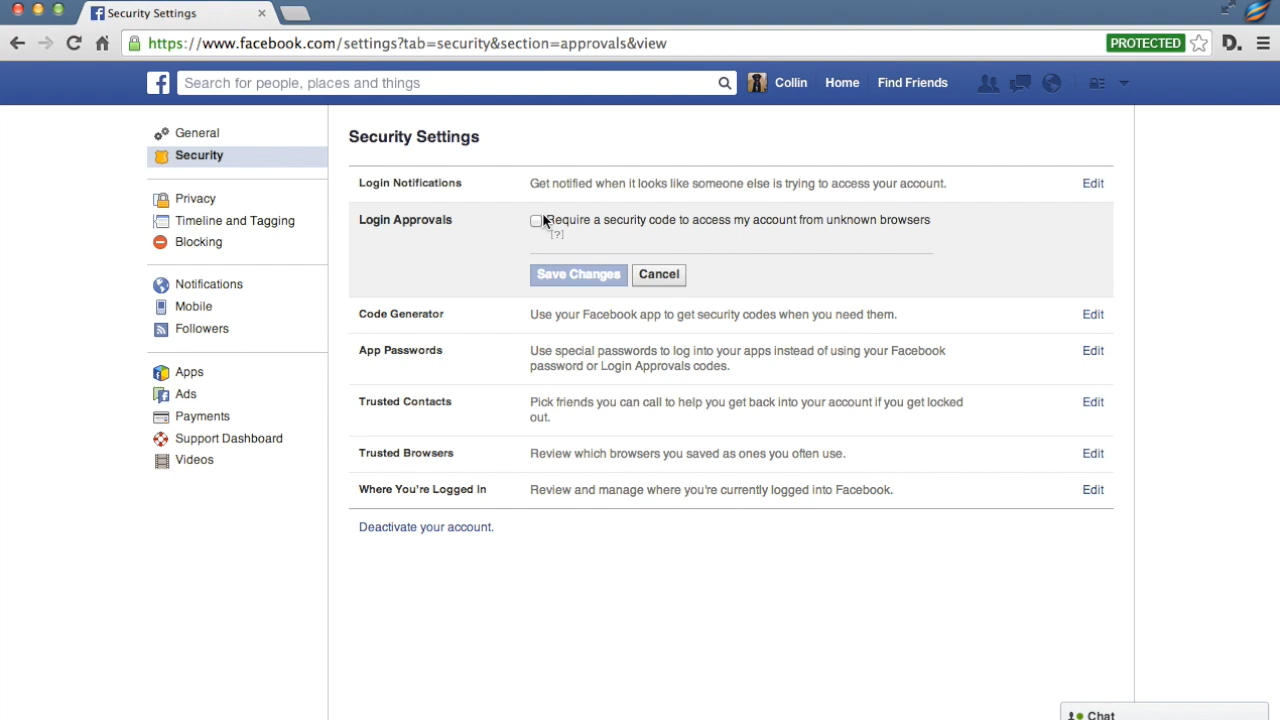 Security Settings
https://www.facebook.com/settings?tab=security&section=approvals&view
PROTECTED
D.
Search for people, places and things
Collin
Home
Find Friends
General
Security
Privacy
Timeline and Tagging
Blocking
Notifications
Mobile
Followers
Apps
Ads
Payments
Support Dashboard
Videos
Security Settings
Login Notifications
Get notified when it looks like someone else is trying to access your account.
Edit
Login Approvals
Require a security code to access my account from unknown browsers
[?]
Save Changes
Cancel
Code Generator
Use your Facebook app to get security codes when you need them.
Edit
App Passwords
Use special passwords to log into your apps instead of using your Facebook
password or Login Approvals codes.
Edit
Trusted Contacts
Pick friends you can call to help you get back into your account if you get locked
out.
Edit
Trusted Browsers
Review which browsers you saved as ones you often use.
Edit
Where You're Logged In
Review and manage where you're currently logged into Facebook.
Edit
Deactivate your account.
Chat